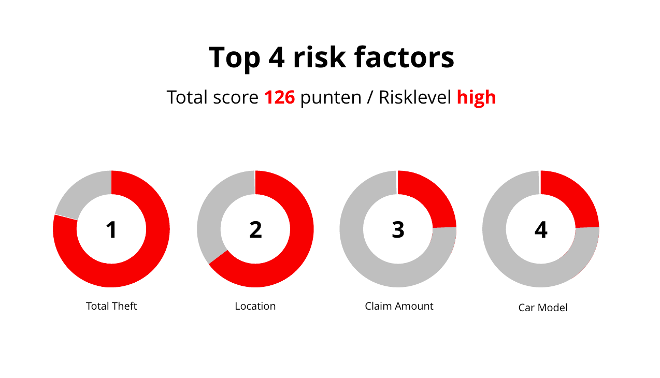 Top 4 risk factors
Total score 126 punten / Risklevel high
1
2
3
4
Total Theft
Location
Claim Amount
Car Model